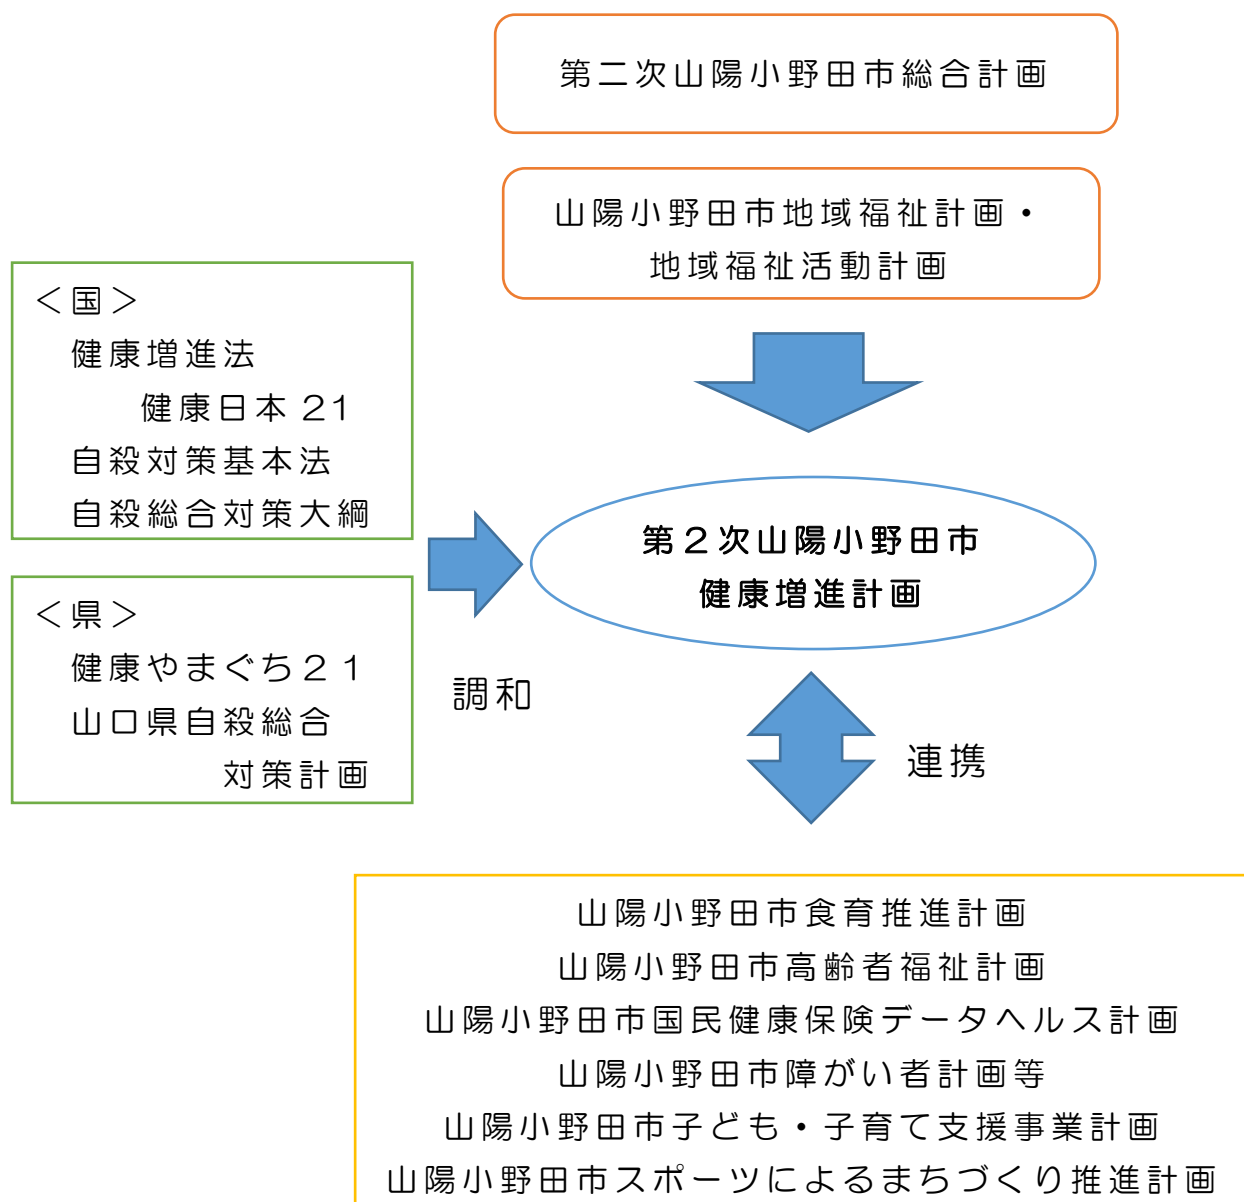 第二次山陽小野田市総合計画
山陽小野田市地域福祉計画・
地域福祉活動計画
＜国＞
健康増進法
健康日本 21
自殺対策基本法
自殺総合対策大綱
＜県＞
健康やまぐち２１
山口県自殺総合
対策計画
調和
第２次山陽小野田市
健康増進計画
連携
山陽小野田市食育推進計画
山陽小野田市高齢者福祉計画
山陽小野田市国民健康保険データヘルス計画
山陽小野田市障がい者計画等
山陽小野田市子ども・子育て支援事業計画
山陽小野田市スポーツによるまちづくり推進計画